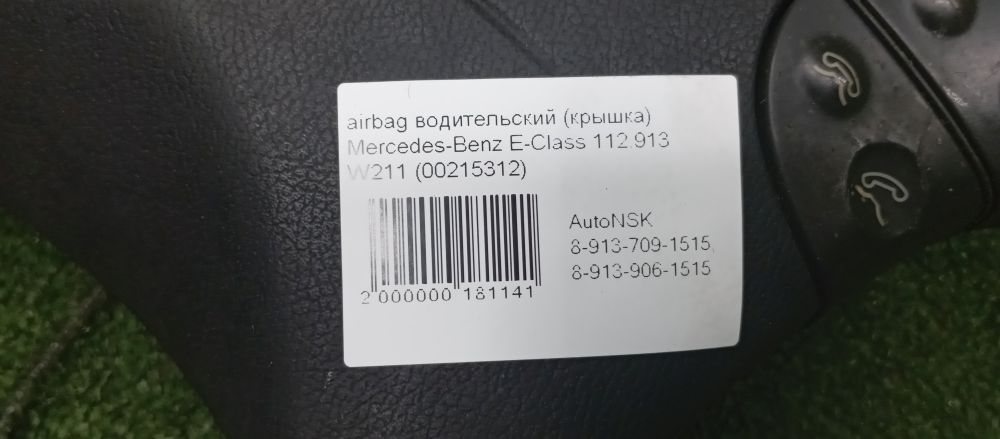 airbag водительский (крышка)
Mercedes-Benz E-Class 112.913
W211 (00215312)
AutoNSK
8-913-709-1515,
8-913-906-1515
2 000000 181141